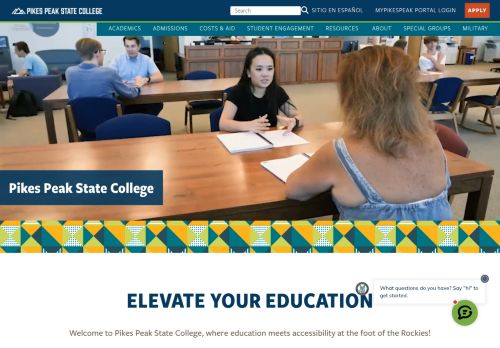 PIKES PEAK STATE COLLEGE
Search
SITIO EN ESPAÑOL
MYPIKESPEAK PORTAL LOGIN
APPLY
ACADEMICS ADMISSIONS COSTS & AID STUDENT ENGAGEMENT RESOURCES ABOUT SPECIAL GROUPS MILITARY
Pikes Peak State College
What questions do you have? Say "hi" to
get started.
ELEVATE YOUR EDUCATION
Welcome to Pikes Peak State College, where education meets accessibility at the foot of the Rockies!